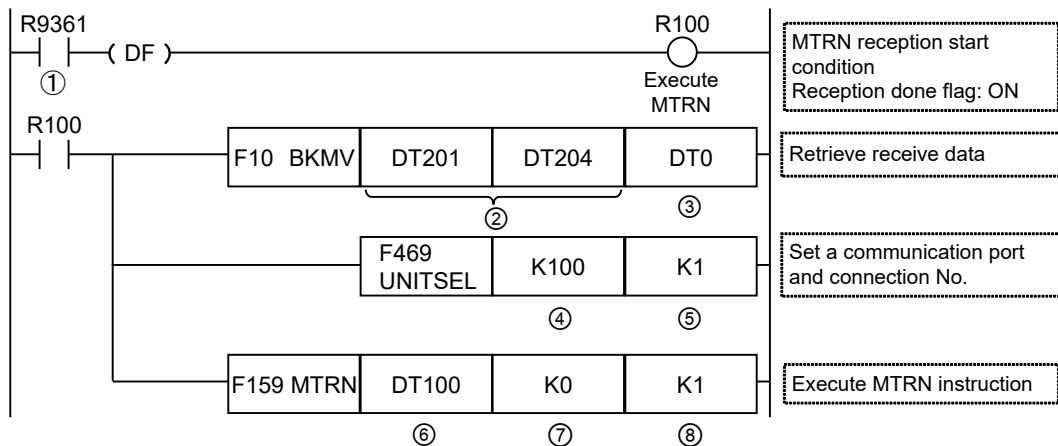 R9361
( DF )
R100
①
Execute
MTRN
MTRN reception start
condition
Reception done flag: ON
R100
F10 BKMV DT201 DT204 DT0
Retrieve receive data
② ③
F469
UNITSEL
K100 K1
Set a communication port
and connection No.
④ ⑤
F159 MTRN DT100 K0 K1
Execute MTRN instruction
⑥ ⑦ ⑧